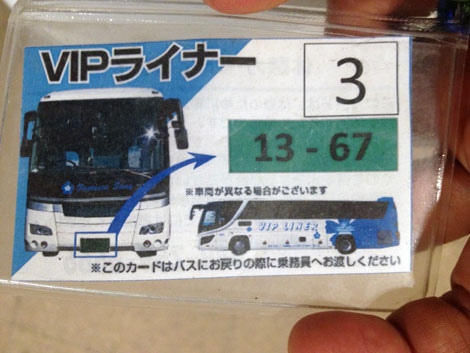 VIPライナー
3
13 - 67
※車両が異なる場合がございます
VIP LINER
※このカードはバスにお戻りの際に乗務員へお渡しください